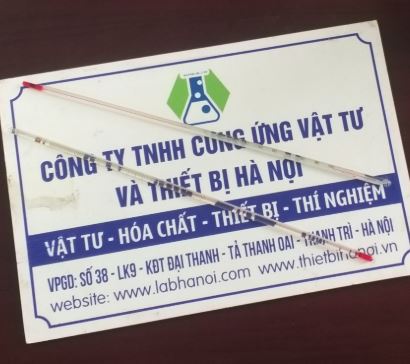 CÔNG TY TNHH CUNG ỨNG VẬT TƯ
VÀ THIẾT BỊ HÀ NỘI
VẬT TƯ - HÓA CHẤT - THIẾT BỊ - THÍ NGHIỆM
VPGD: SỐ 38 - LK9 - KĐT ĐẠI THANH - TẢ THANH OAI - THANH TRÌ - HÀ NỘI
website: www.labhanoi.com www.thietbihanoi.vn